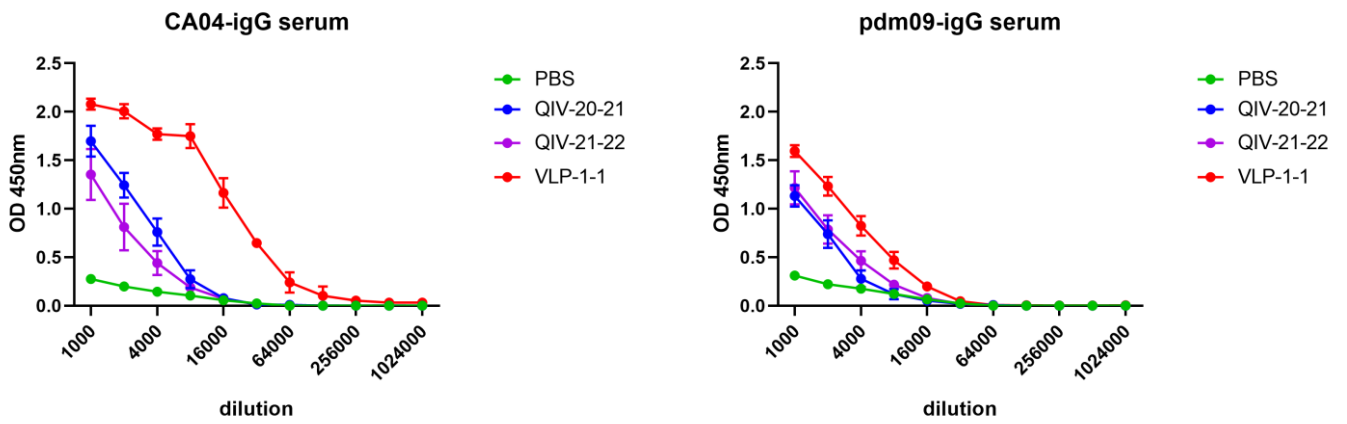 CA04-igG serum
2.5
2.0
1.5
1.0
0.5
0.0
OD 450nm
1000
4000
16000
64000
256000
1024000
dilution
PBS
QIV-20-21
QIV-21-22
VLP-1-1
pdm09-igG serum
2.5
2.0
1.5
1.0
0.5
0.0
OD 450nm
1000
4000
16000
64000
256000
1024000
dilution
PBS
QIV-20-21
QIV-21-22
VLP-1-1